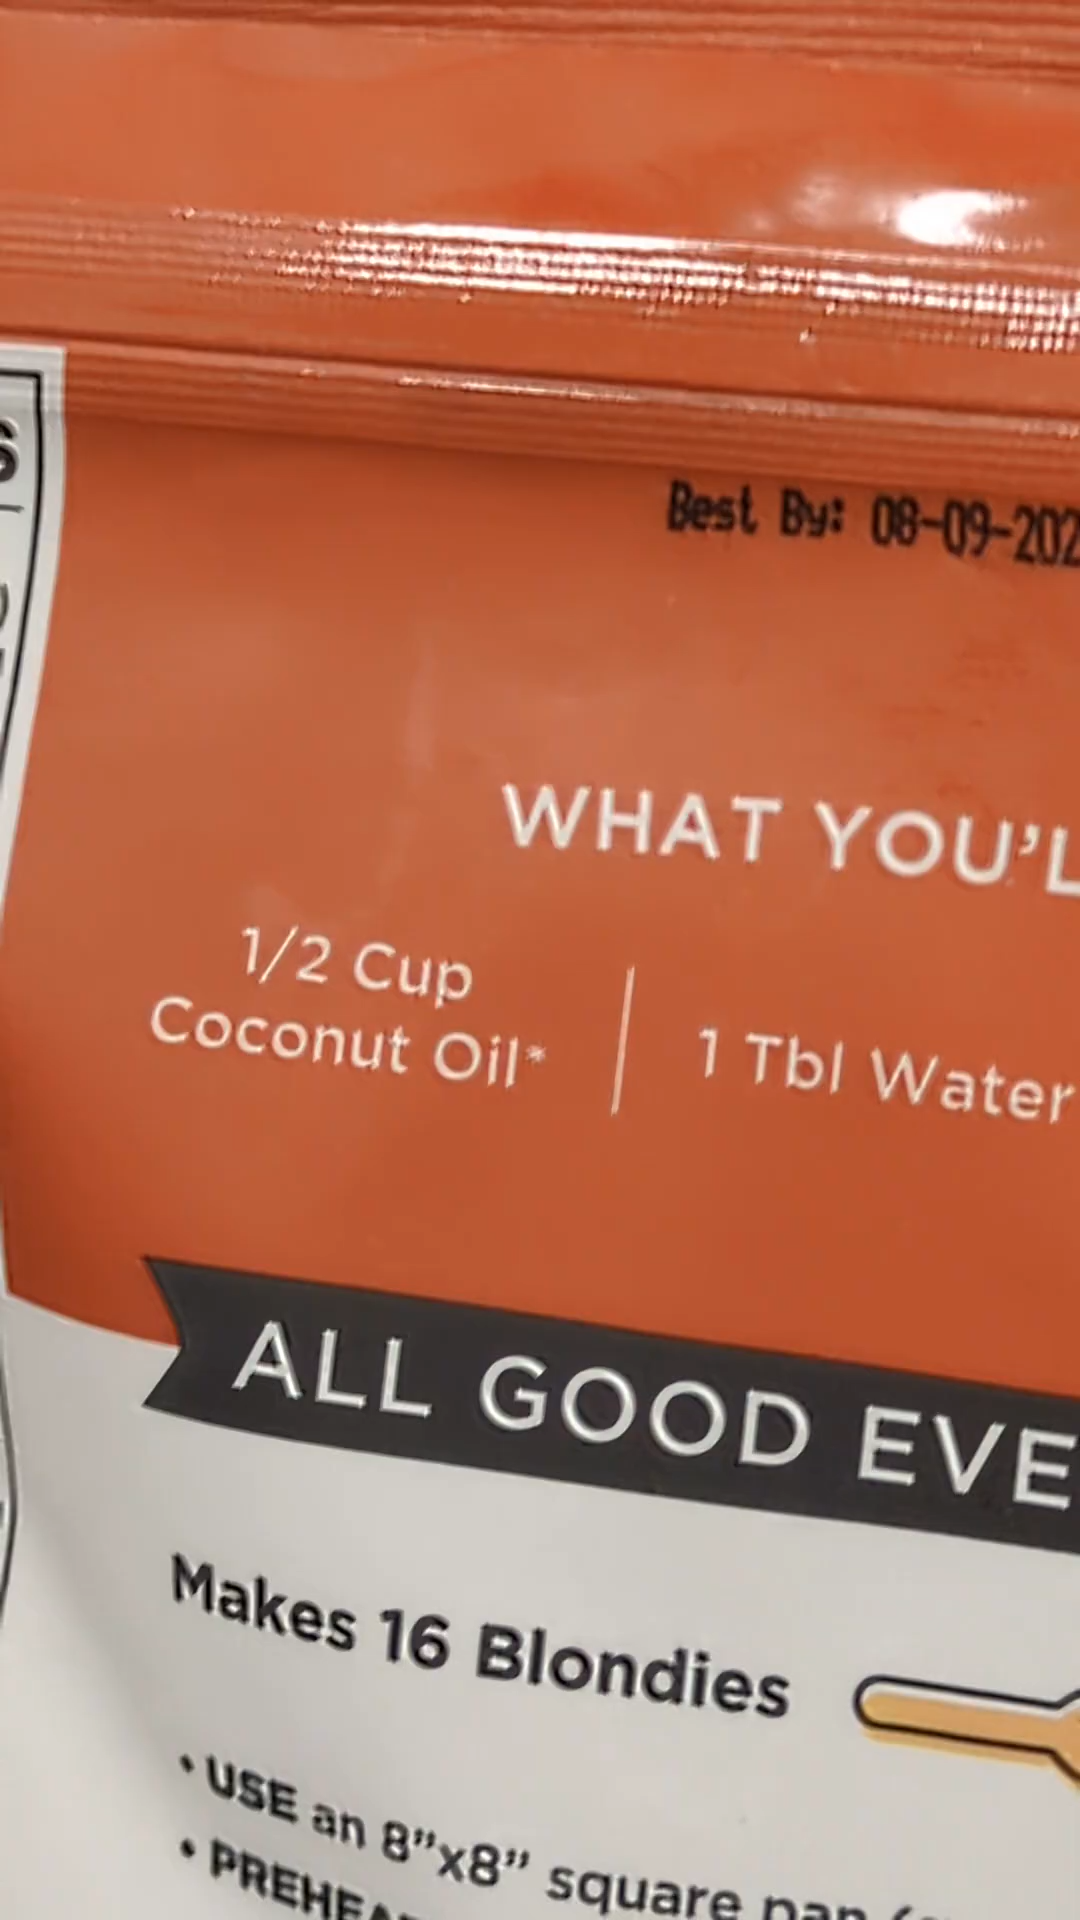 Best By: 08-09-202
WHAT YOU'L
1/2 Cup
Coconut Oil*
1 Tbl Water
ALL GOOD EVE
Makes 16 Blondies
• USE an 8”x8” square pan
• PREHEA